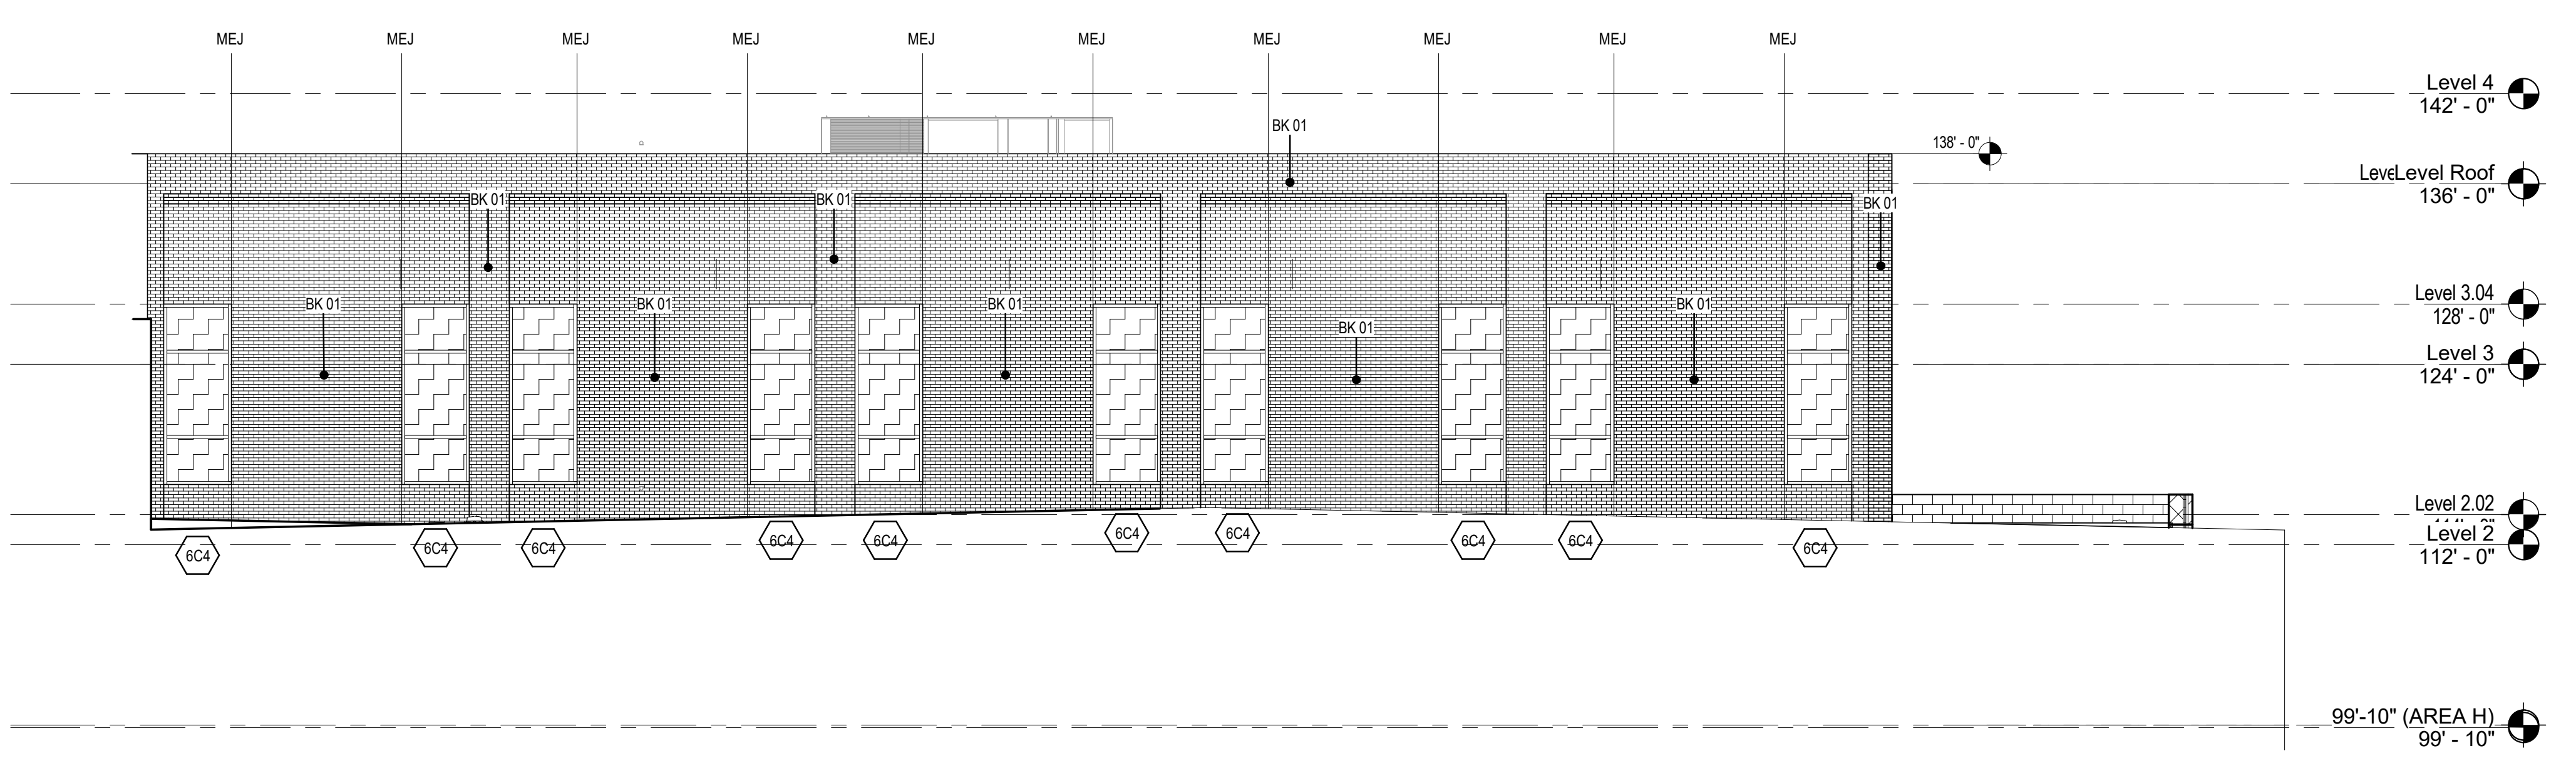 MEJ MEJ MEJ MEJ MEJ MEJ MEJ MEJ MEJ MEJ
Level 4
142' - 0"
BK 01
138' - 0"
Level Roof
136' - 0"
BK 01 BK 01 BK 01
Level 3.04
128' - 0"
BK 01 BK 01 BK 01 BK 01
BK 01
Level 3
124' - 0"
Level 2.02
Level 2
112' - 0"
6C4 6C4 6C4 6C4 6C4 6C4 6C4 6C4 6C4 6C4
99'-10" (AREA H)
99' - 10"